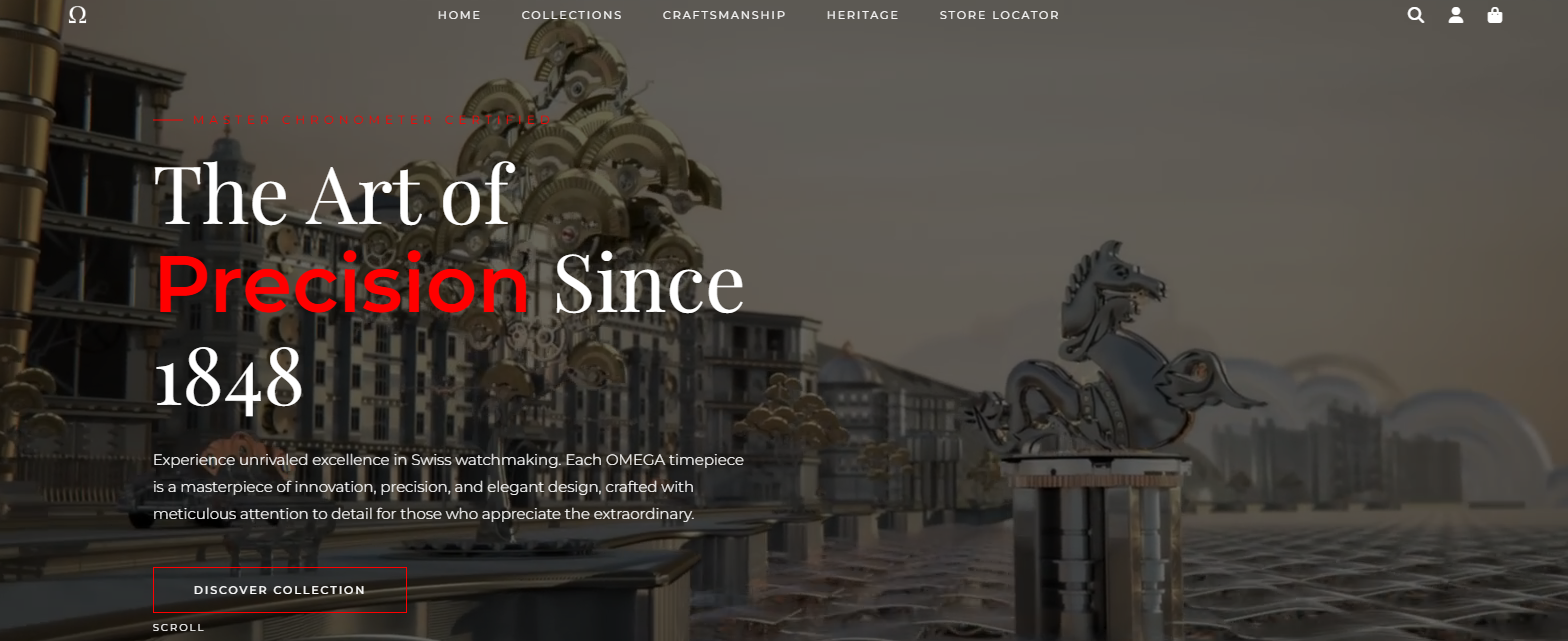 Ω
HOME COLLECTIONS CRAFTSMANSHIP HERITAGE STORE LOCATOR
MASTER CHRONOMETER CERTIFIED
The Art of
Precision Since
1848
Experience unrivaled excellence in Swiss watchmaking. Each OMEGA timepiece
is a masterpiece of innovation, precision, and elegant design, crafted with
meticulous attention to detail for those who appreciate the extraordinary.
DISCOVER COLLECTION
SCROLL